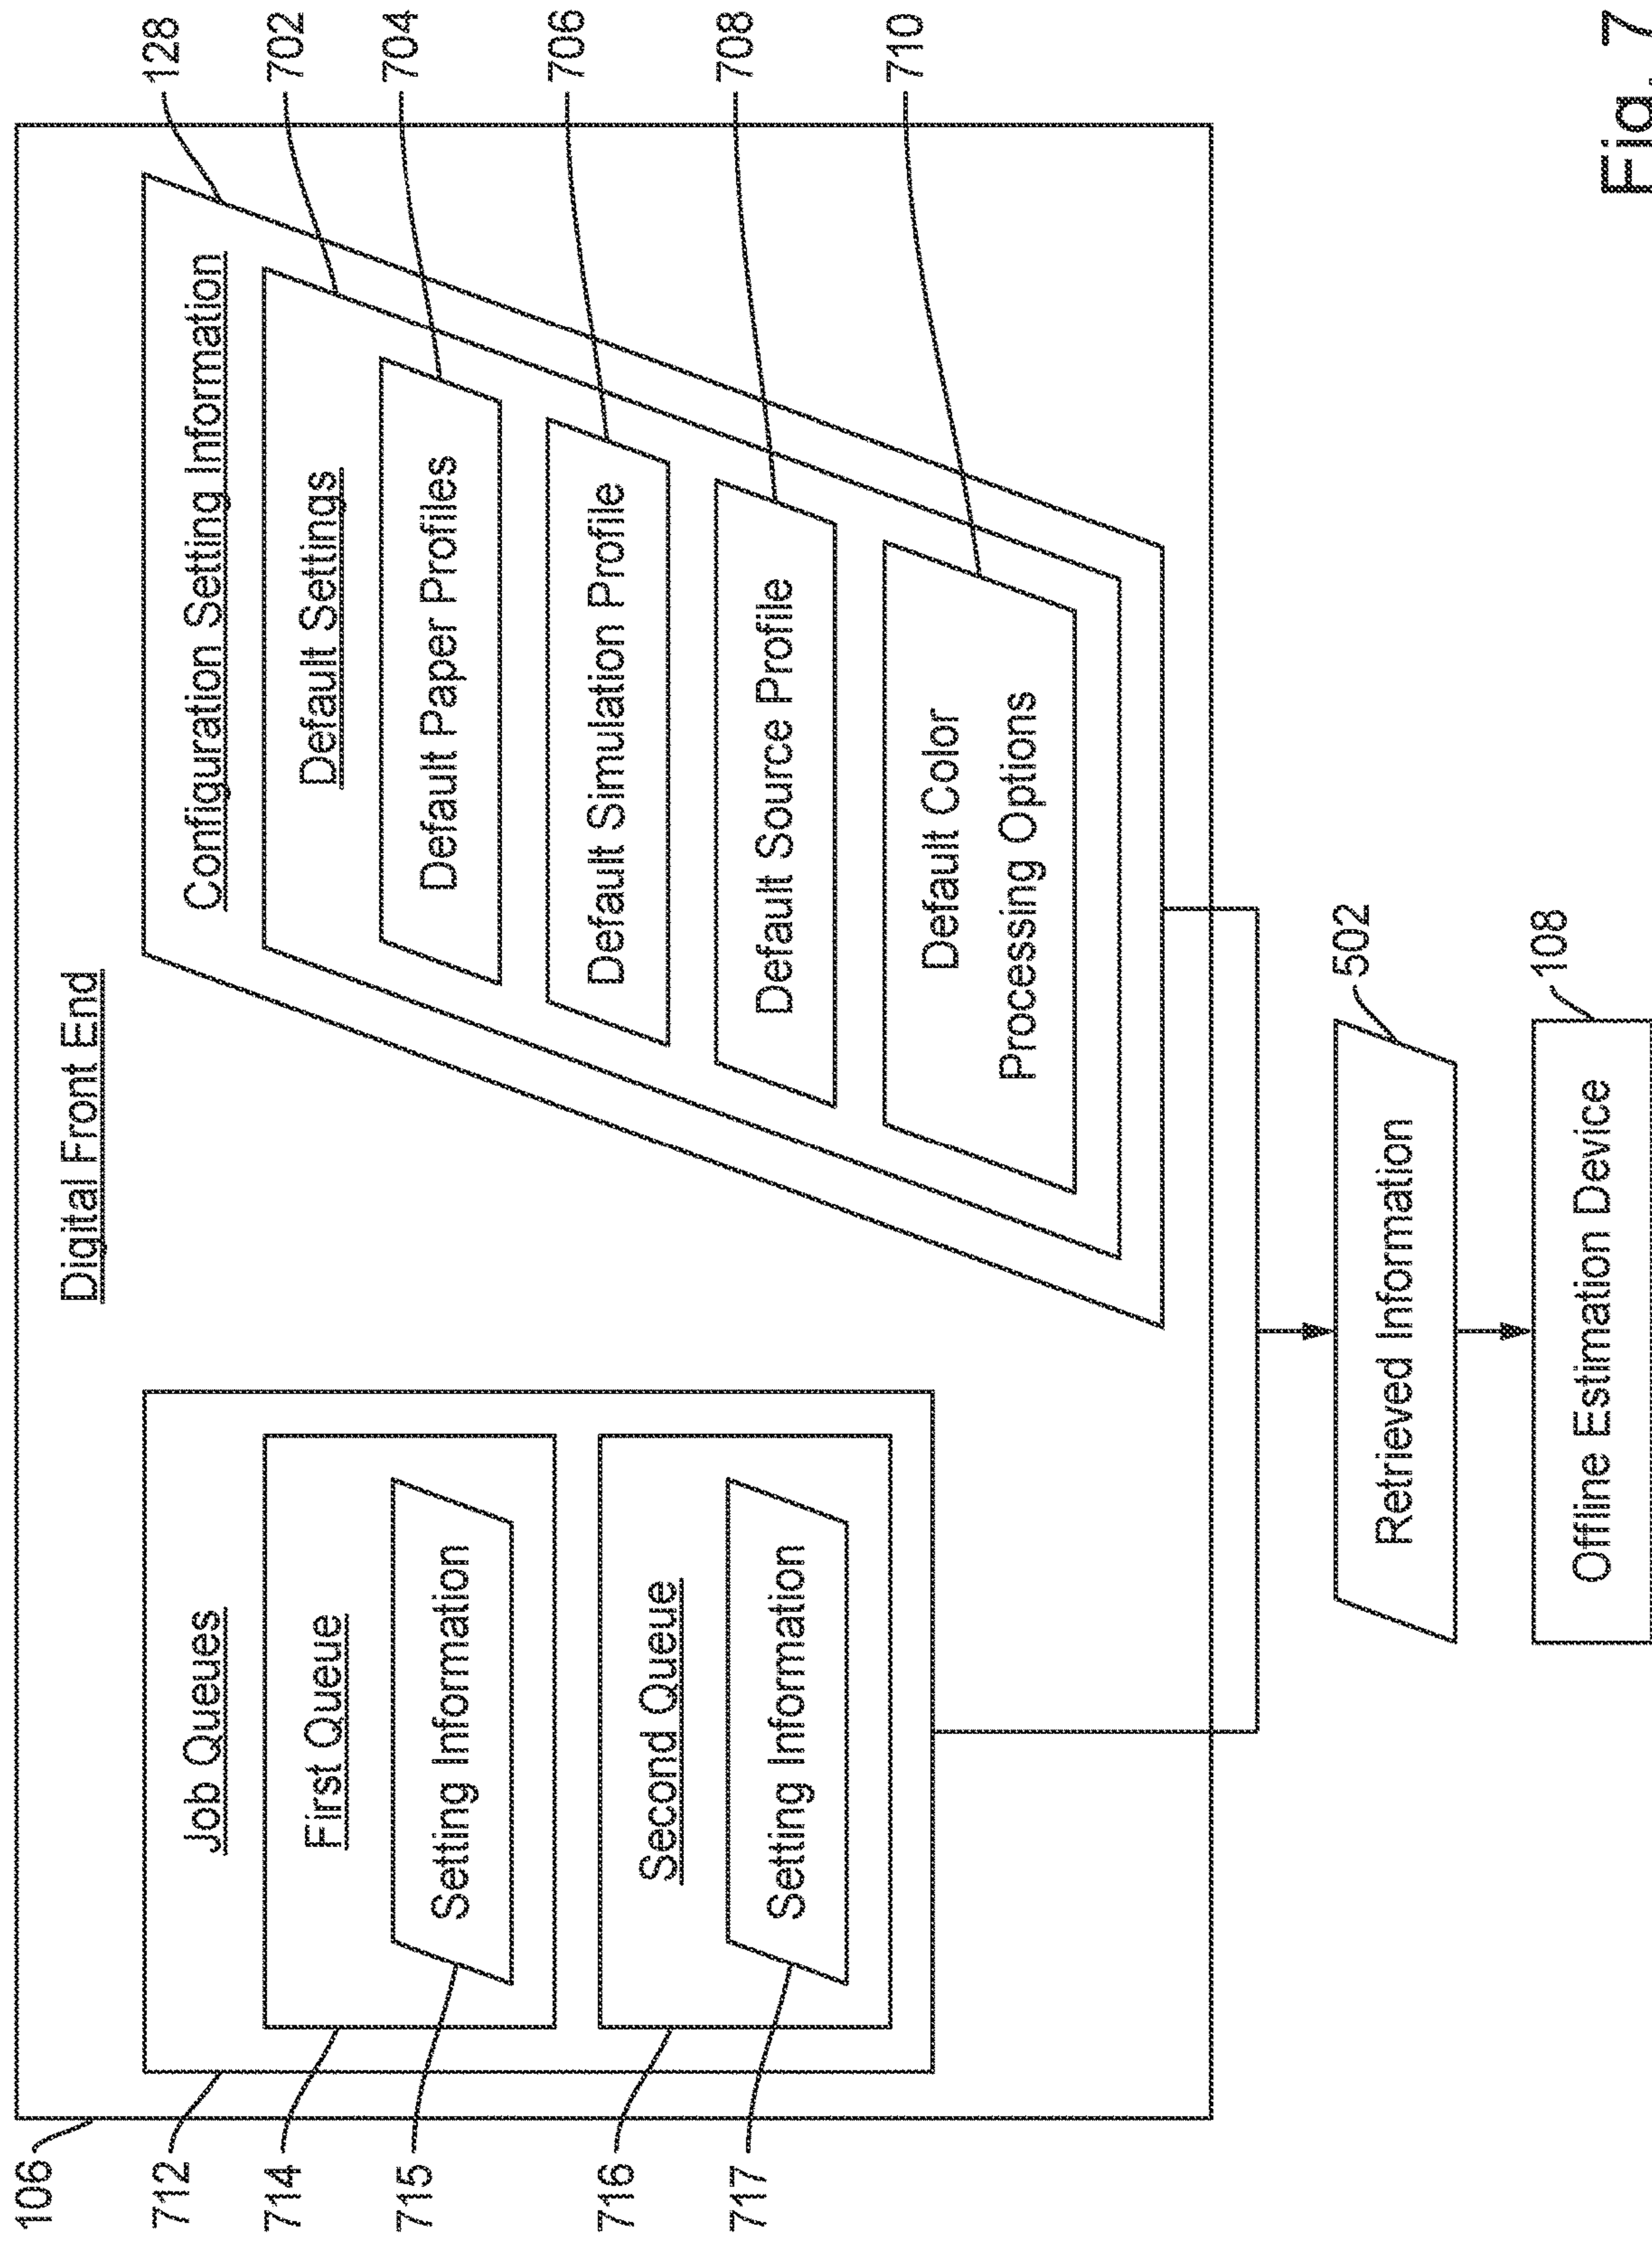 Digital Front End
106
712
Job Queues
714
First Queue
715
Setting Information
716
Second Queue
717
Setting Information
128
Configuration Setting Information
702
Default Settings
704
Default Paper Profiles
706
Default Simulation Profile
708
Default Source Profile
710
Default Color
Processing Options
502
Retrieved Information
108
Offline Estimation Device
Fig. 7